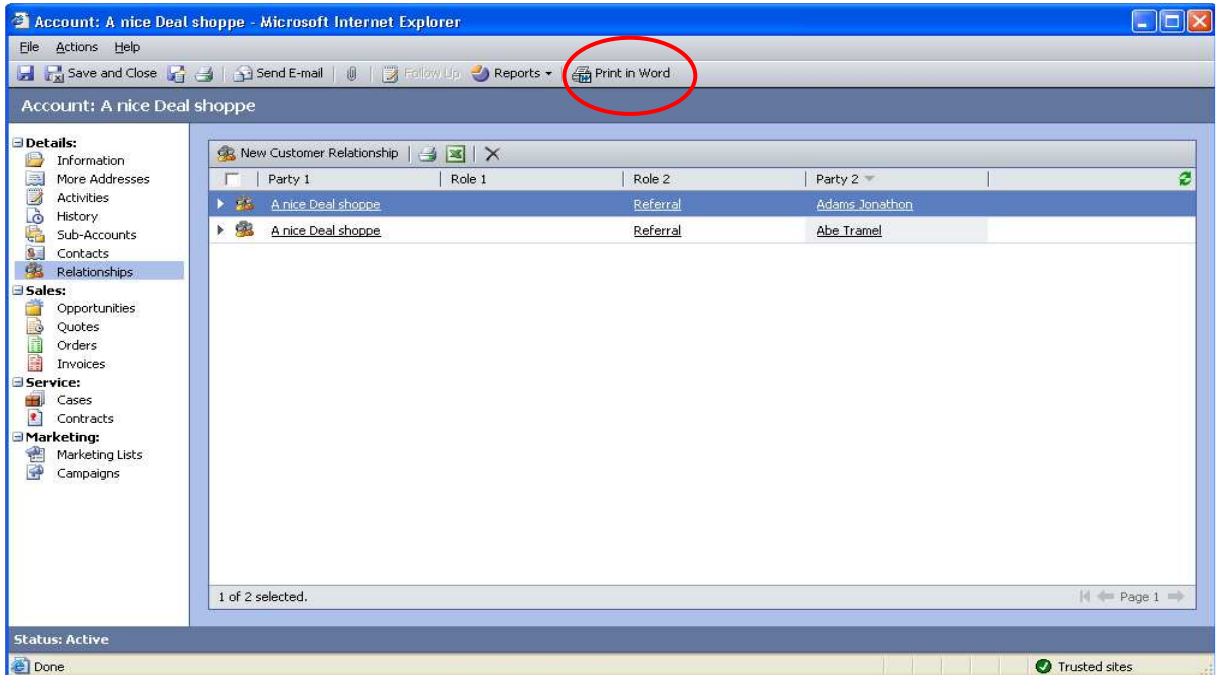 Account: A nice Deal shoppe - Microsoft Internet Explorer
File Actions Help
Save and Close Send E-mail Follow Up Reports Print in Word
Account: A nice Deal shoppe
Details:
Information
More Addresses
Activities
History
Sub-Accounts
Contacts
Relationships
Sales:
Opportunities
Quotes
Orders
Invoices
Service:
Cases
Contracts
Marketing:
Marketing Lists
Campaigns
New Customer Relationship
Party 1 Role 1 Role 2 Party 2
A nice Deal shoppe Referral Adams Jonathon
A nice Deal shoppe Referral Abe Tramel
1 of 2 selected. Page 1
Status: Active
Done Trusted sites